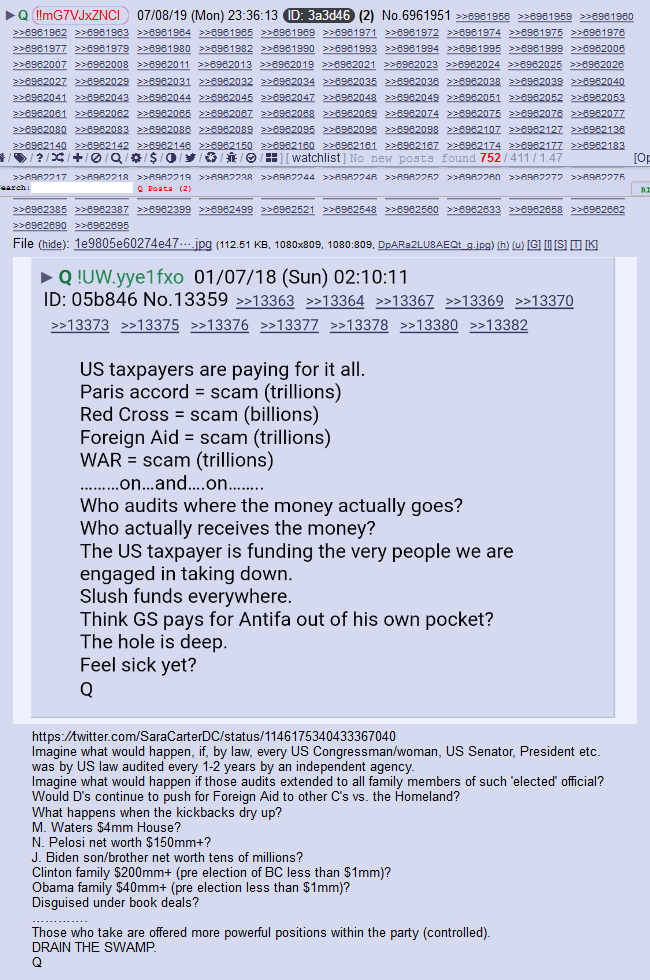 ▶ Q !!mG7VJxZNCI 07/08/19 (Mon) 23:36:13 ID: 3a3d46 (2) No.6961951 >>6961956 >>6961959 >>6961960
>>6961962 >>6961963 >>6961964 >>6961965 >>6961969 >>6961971 >>6961972 >>6961974 >>6961975 >>6961976
>>6961977 >>6961979 >>6961980 >>6961982 >>6961990 >>6961993 >>6961994 >>6961995 >>6961999 >>6962006
>>6962007 >>6962008 >>6962011 >>6962013 >>6962019 >>6962021 >>6962023 >>6962024 >>6962025 >>6962026
>>6962027 >>6962029 >>6962031 >>6962032 >>6962034 >>6962035 >>6962036 >>6962038 >>6962039 >>6962040
>>6962041 >>6962043 >>6962044 >>6962045 >>6962047 >>6962048 >>6962049 >>6962051 >>6962052 >>6962053
>>6962055 >>6962062 >>6962065 >>6962067 >>6962068 >>6962069 >>6962074 >>6962075 >>6962076 >>6962077
>>6962080 >>6962083 >>6962086 >>6962089 >>6962095 >>6962096 >>6962098 >>6962107 >>6962127 >>6962136
>>6962140 >>6962142 >>6962146 >>6962150 >>6962160 >>6962161 >>6962167 >>6962174 >>6962177 >>6962183
[ watchlist ] No new posts found 752 / 411 / 1.47 [Op
>>6962217 >>6962218 >>6962219 >>6962238 >>6962244 >>6962246 >>6962252 >>6962260 >>6962272 >>6962275
earch: Q Posts (2)
>>6962385 >>6962387 >>6962399 >>6962499 >>6962521 >>6962548 >>6962560 >>6962633 >>6962658 >>6962662
>>6962690 >>6962695
File (hide): 1e9805e60274e47⋯.jpg (112.51 KB, 1080x809, 1080:809, DpARa2LU8AEQt_g.jpg) (h) (u) [G] [I] [S] [T] [K]
▶ Q !UW.yye1fxo 01/07/18 (Sun) 02:10:11
ID: 05b846 No.13359 >>13363 >>13364 >>13367 >>13369 >>13370
>>13373 >>13375 >>13376 >>13377 >>13378 >>13380 >>13382
US taxpayers are paying for it all.
Paris accord = scam (trillions)
Red Cross = scam (billions)
Foreign Aid = scam (trillions)
WAR = scam (trillions)
………on…and….on……..
Who audits where the money actually goes?
Who actually receives the money?
The US taxpayer is funding the very people we are
engaged in taking down.
Slush funds everywhere.
Think GS pays for Antifa out of his own pocket?
The hole is deep.
Feel sick yet?
Q
https://twitter.com/SaraCarterDC/status/1146175340433367040
Imagine what would happen, if, by law, every US Congressman/woman, US Senator, President etc.
was by US law audited every 1-2 years by an independent agency.
Imagine what would happen if those audits extended to all family members of such 'elected' official?
Would D's continue to push for Foreign Aid to other C's vs. the Homeland?
What happens when the kickbacks dry up?
M. Waters $4mm House?
N. Pelosi net worth $150mm+?
J. Biden son/brother net worth tens of millions?
Clinton family $200mm+ (pre election of BC less than $1mm)?
Obama family $40mm+ (pre election less than $1mm)?
Disguised under book deals?
………….
Those who take are offered more powerful positions within the party (controlled).
DRAIN THE SWAMP.
Q